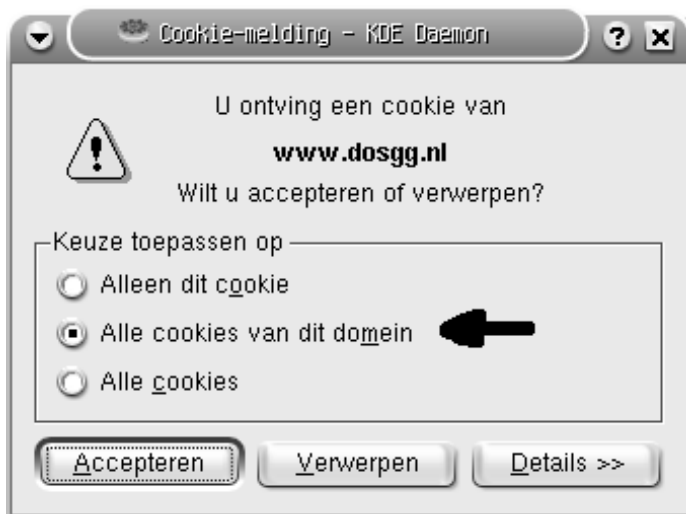 Cookie-melding - KDE Daemon
?
U ontving een cookie van
www.dosgg.nl
Wilt u accepteren of verwerpen?
Keuze toepassen op
Alleen dit cookie
Alle cookies van dit domein
Alle cookies
Accepteren Verwerpen Details >>